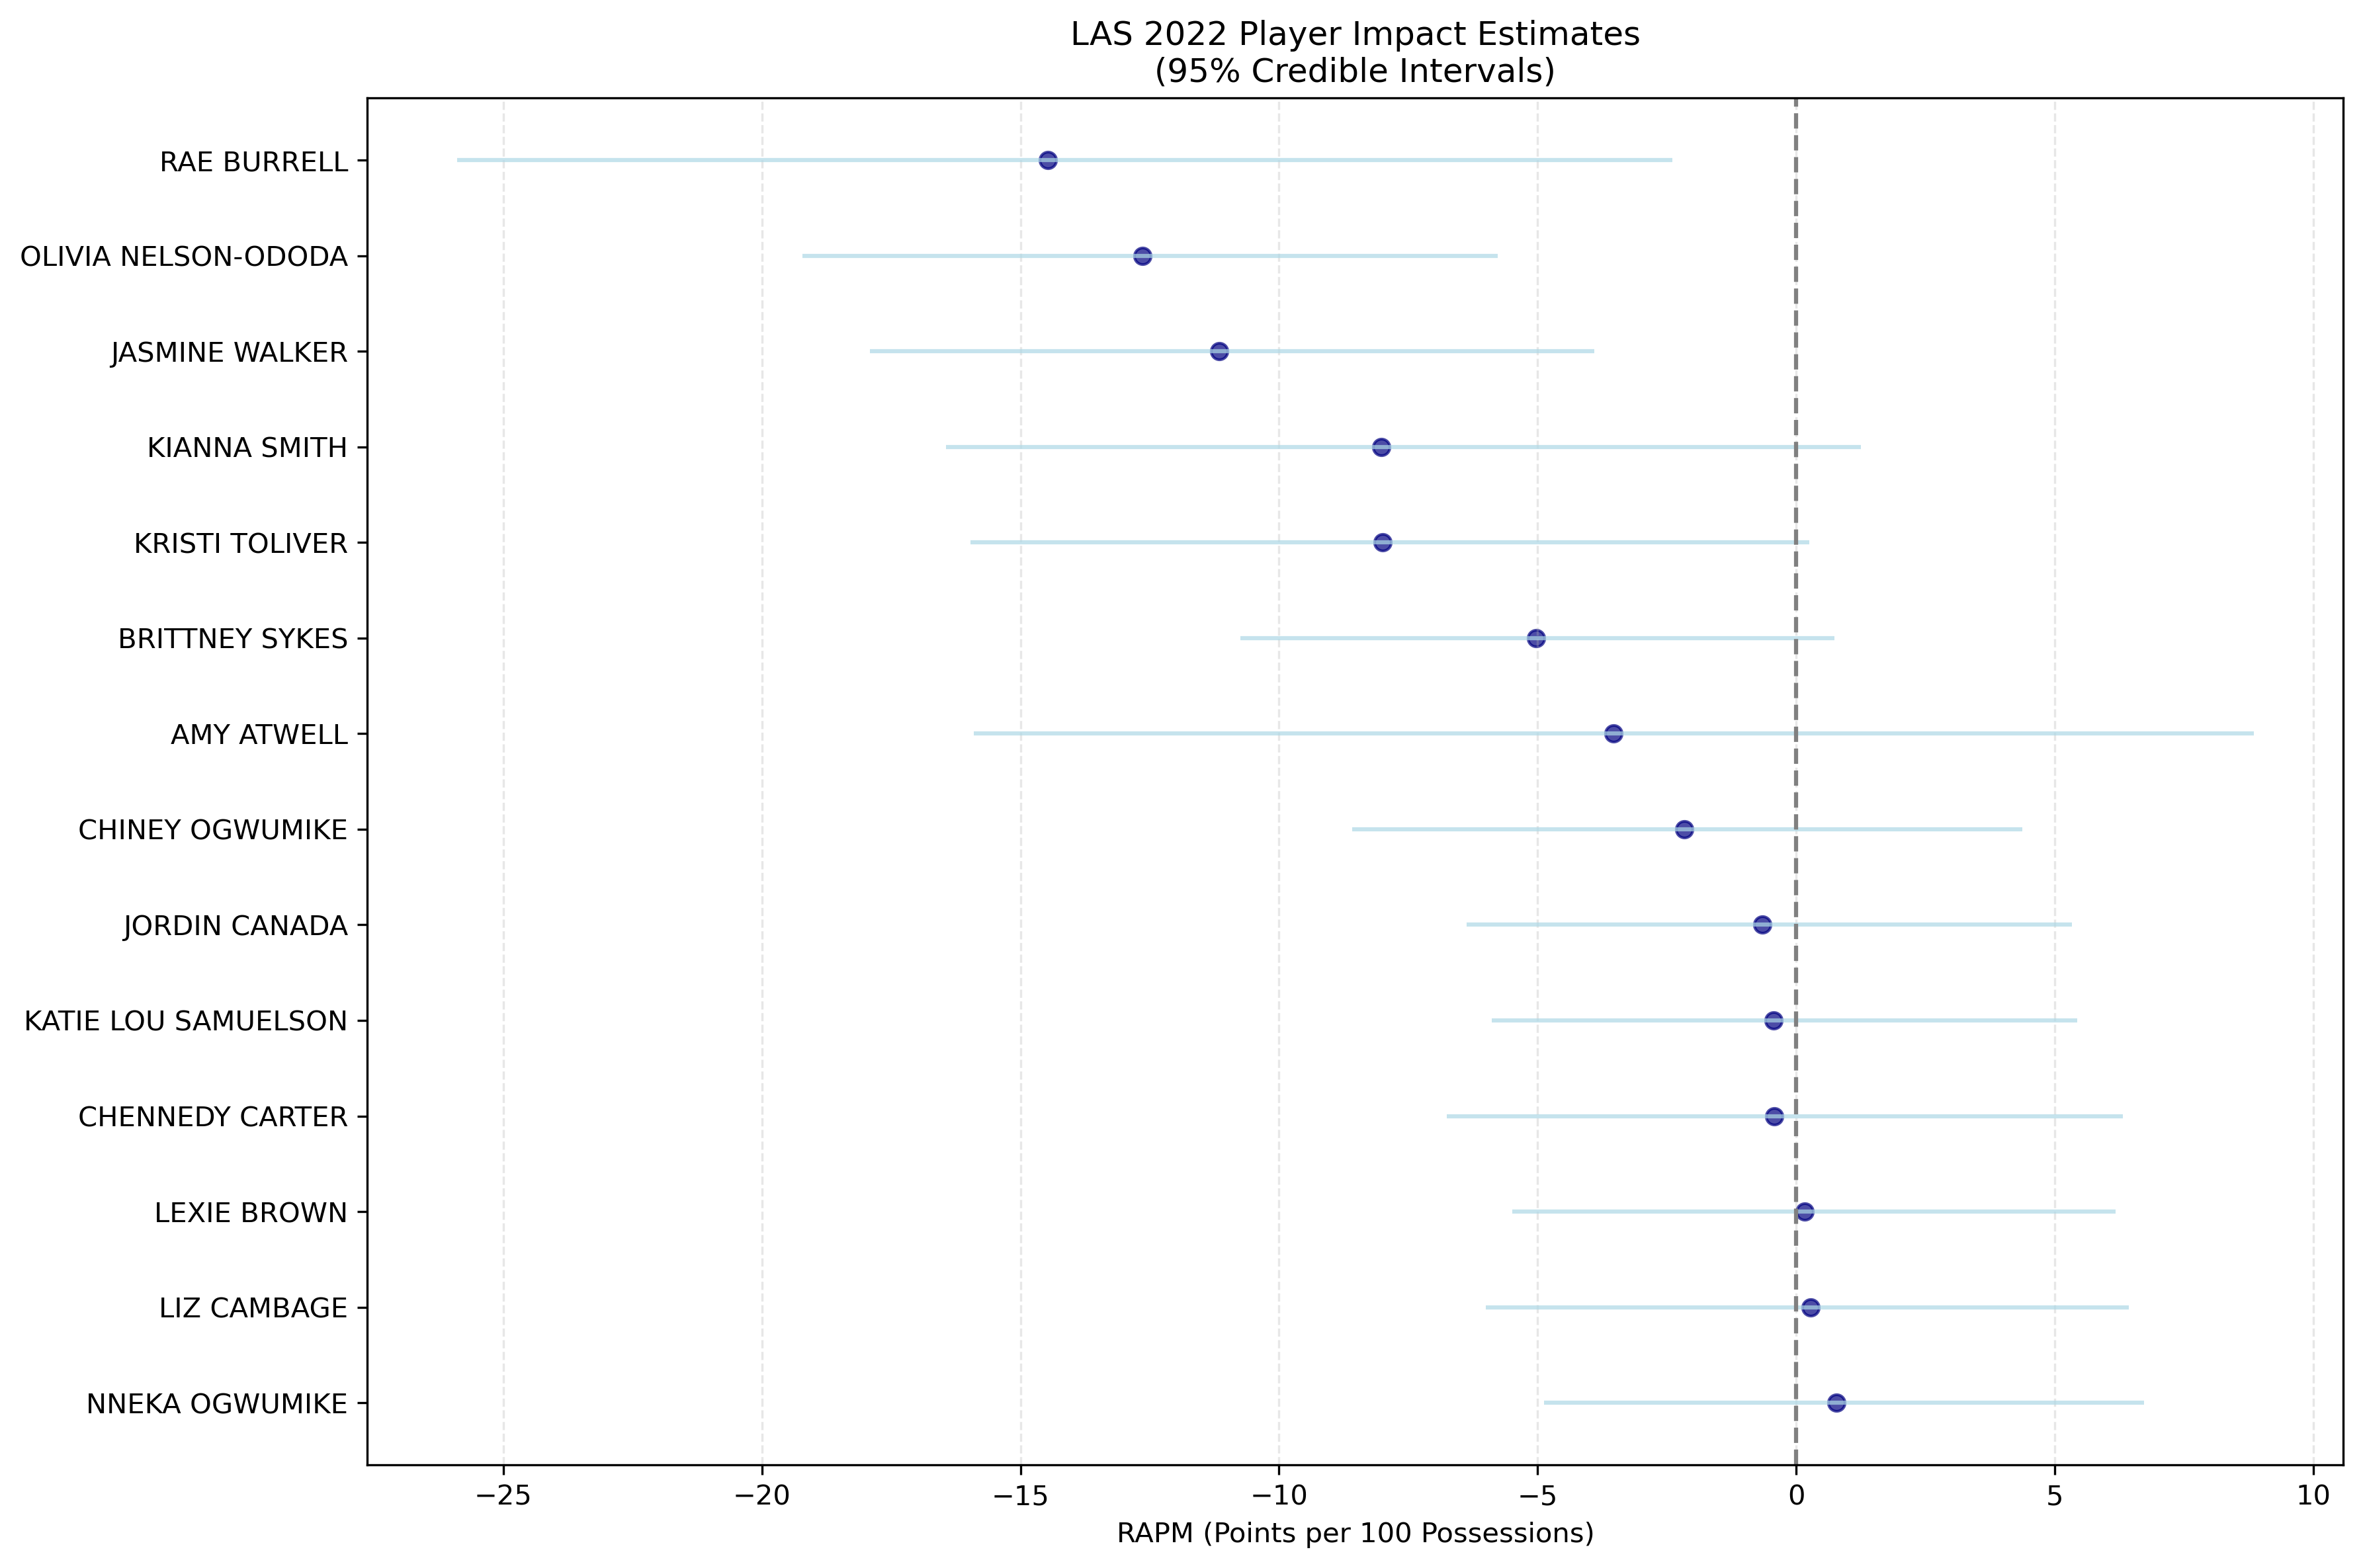 LAS 2022 Player Impact Estimates
(95% Credible Intervals)
RAE BURRELL
OLIVIA NELSON-ODODA
JASMINE WALKER
KIANNA SMITH
KRISTI TOLIVER
BRITTNEY SYKES
AMY ATWELL
CHINEY OGWUMIKE
JORDIN CANADA
KATIE LOU SAMUELSON
CHENNEDY CARTER
LEXIE BROWN
LIZ CAMBAGE
NNEKA OGWUMIKE
−25 −20 −15 −10 −5 0 5 10
RAPM (Points per 100 Possessions)